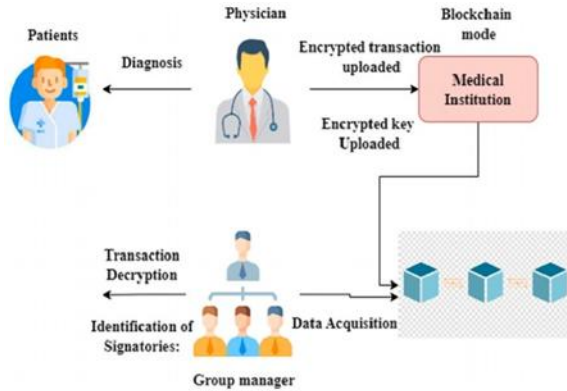 Patients
Physician
Blockchain
mode
Diagnosis
Encrypted transaction
uploaded
Medical
Institution
Encrypted key
Uploaded
Transaction
Decryption
Identification of
Signatories:
Data Acquisition
Group manager